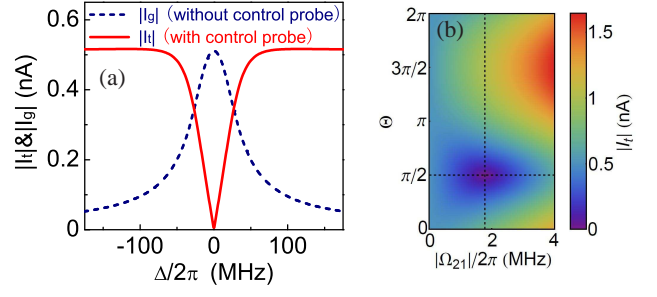 |Ig| (without control probe)
|It| (with control probe)
(a)
|It|&|Ig| (nA)
0.6
0.4
0.2
0
-100
0
100
Δ/2π (MHz)
(b)
2π
3π/2
Θ
π
π/2
0
0
2
4
|Ω21|/2π (MHz)
1.5
1
0.5
0
|It| (nA)